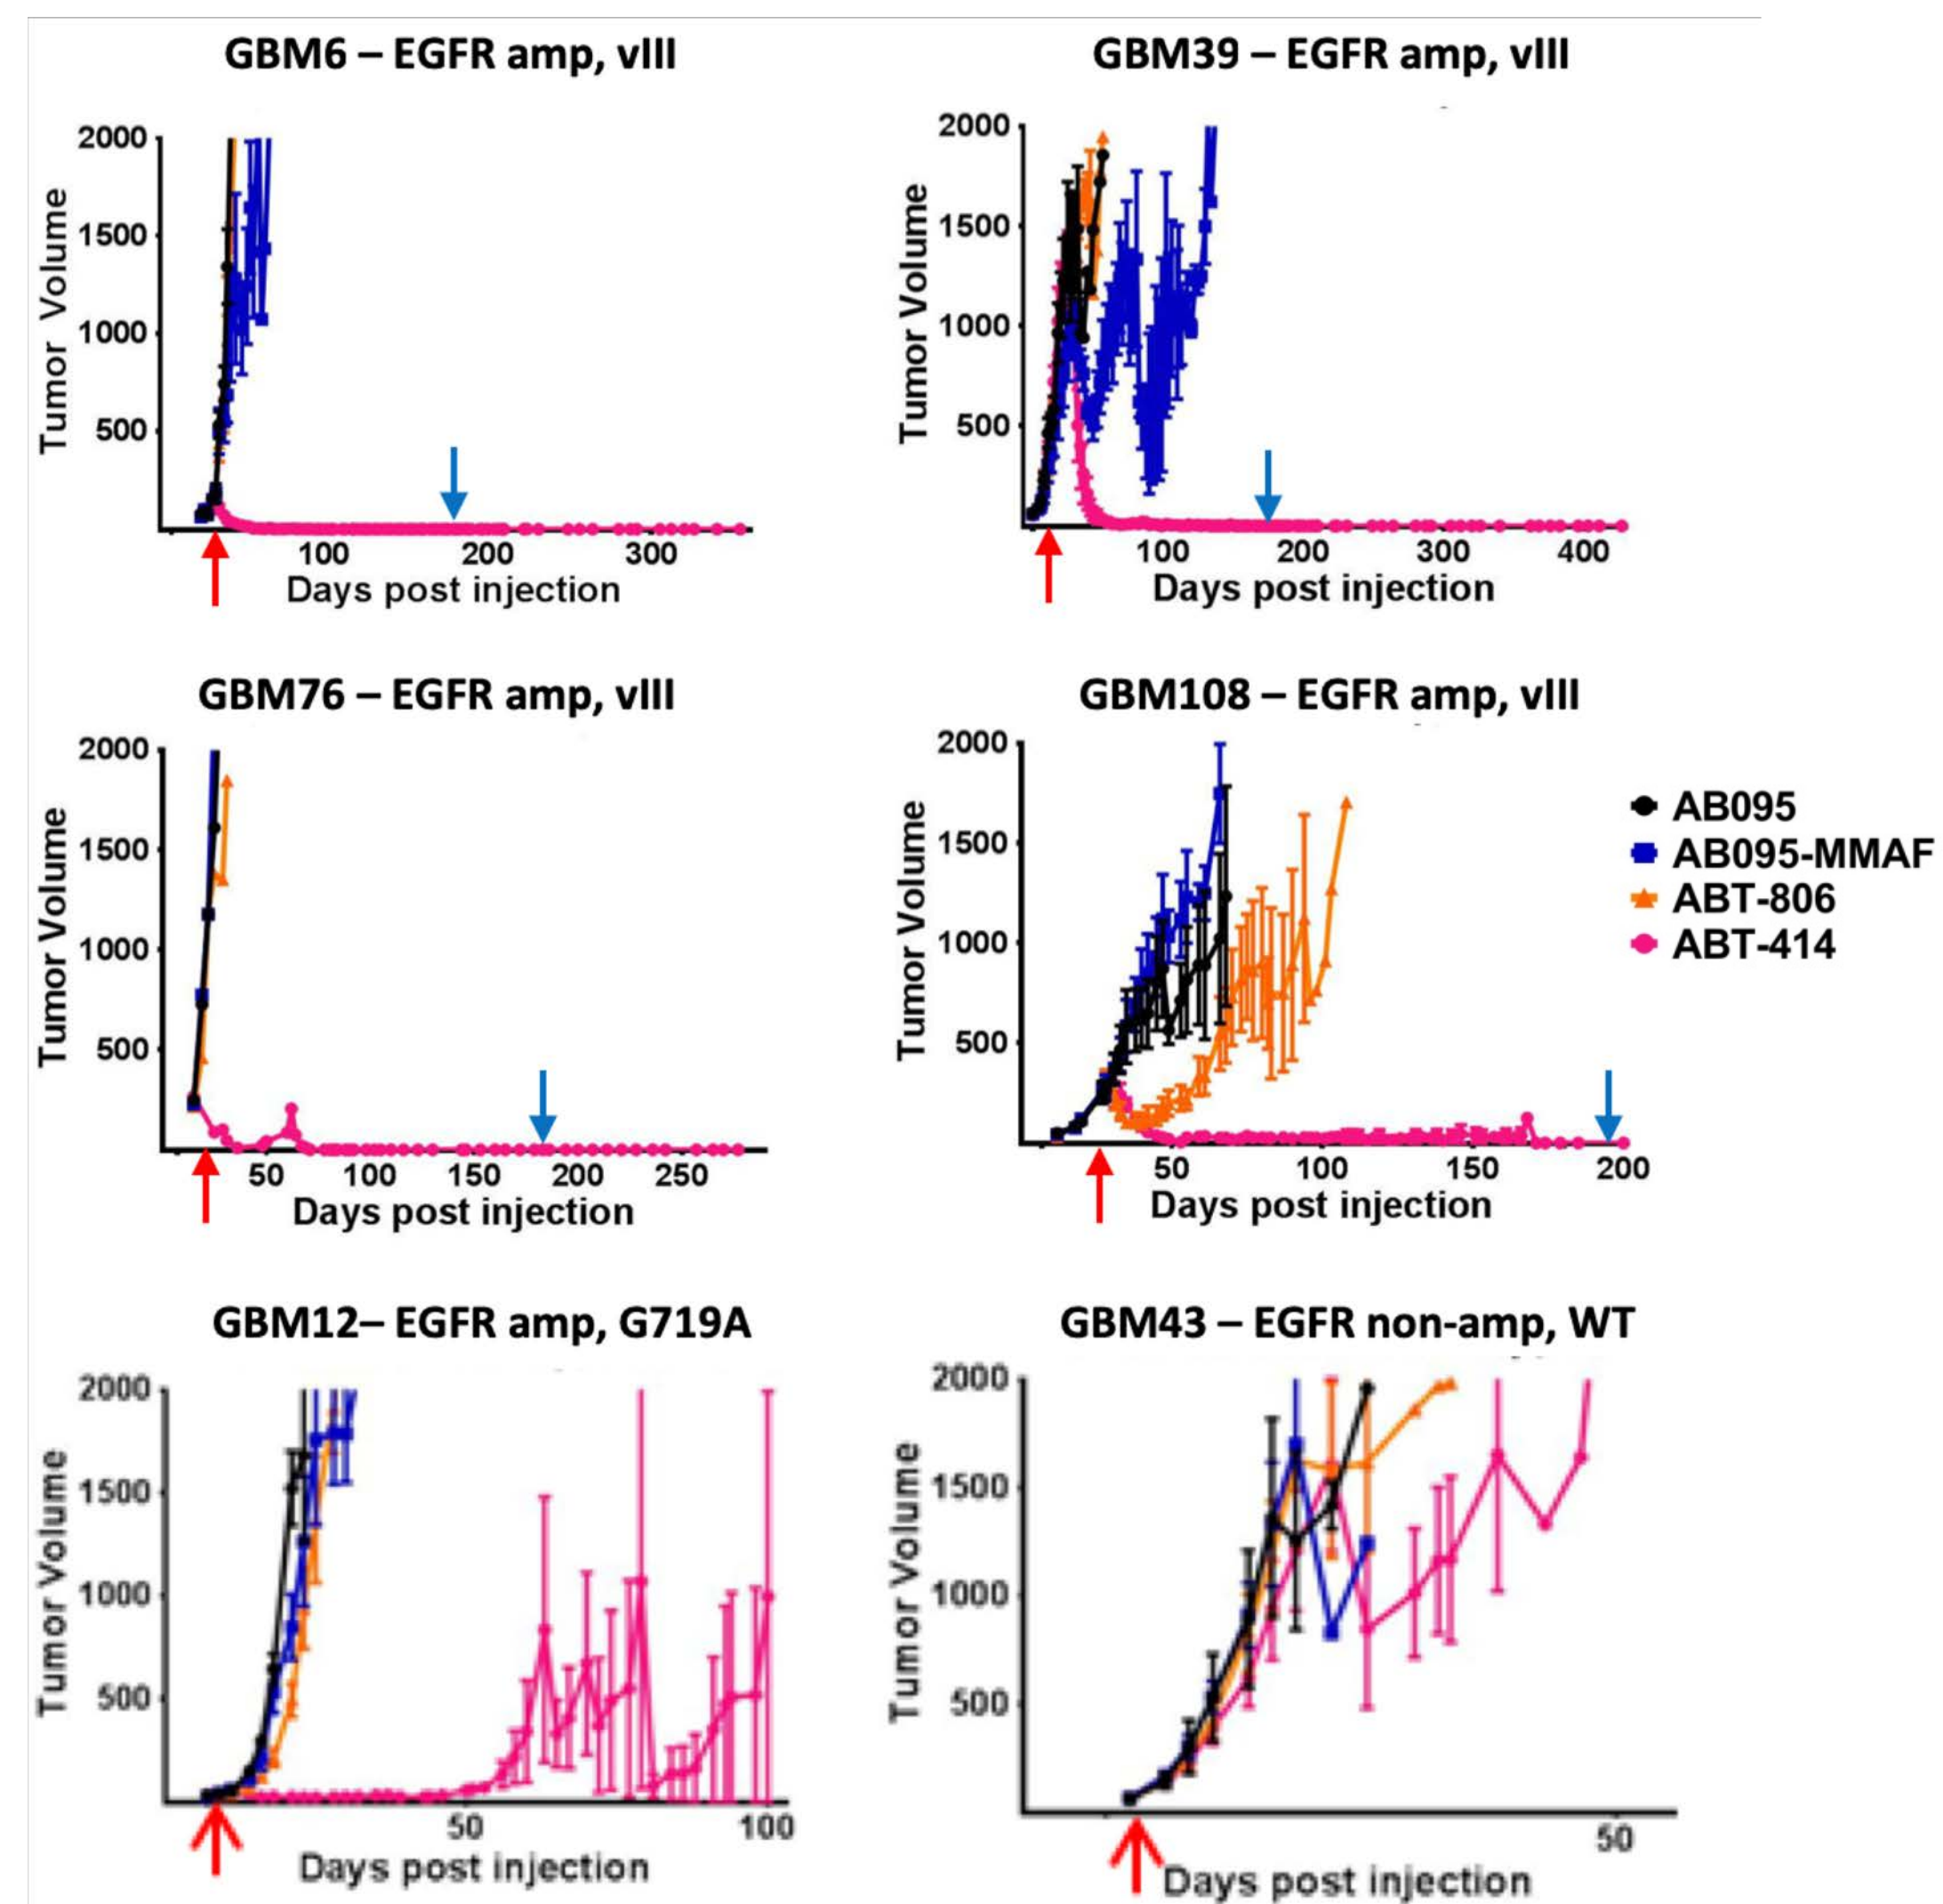 GBM6 – EGFR amp, vIII
Tumor Volume
2000
1500
1000
500
100 200 300
Days post injection
GBM39 – EGFR amp, vIII
Tumor Volume
2000
1500
1000
500
100 200 300 400
Days post injection
GBM76 – EGFR amp, vIII
Tumor Volume
2000
1500
1000
500
50 100 150 200 250
Days post injection
GBM108 – EGFR amp, vIII
Tumor Volume
2000
1500
1000
500
50 100 150 200
Days post injection
AB095
AB095-MMAF
ABT-806
ABT-414
GBM12– EGFR amp, G719A
Tumor Volume
2000
1500
1000
500
50 100
Days post injection
GBM43 – EGFR non-amp, WT
Tumor Volume
2000
1500
1000
500
50
Days post injection